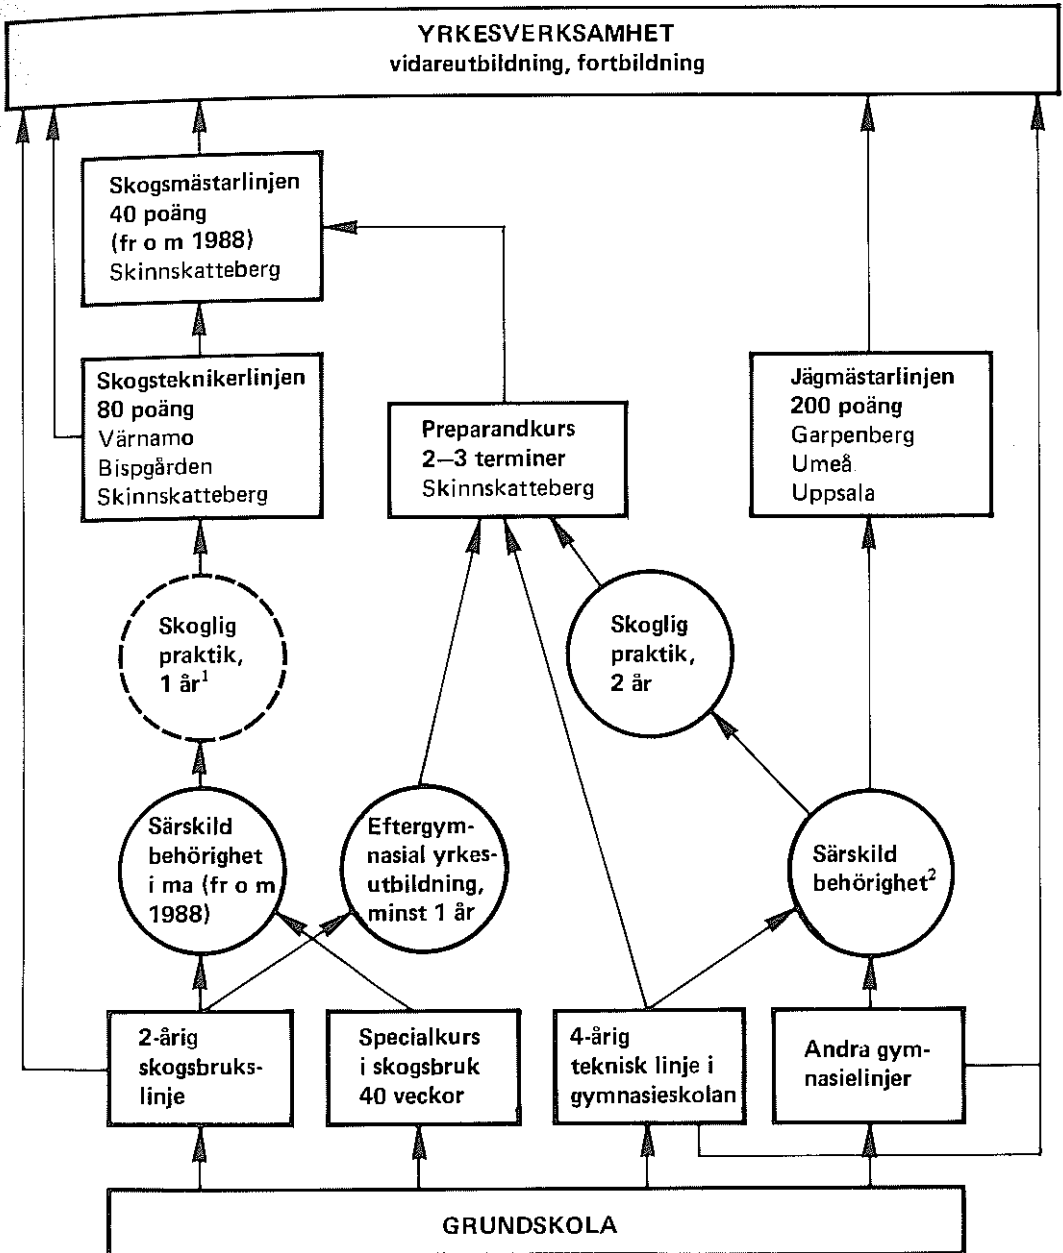 YRKESVERKSAMHET
vidareutbildning, fortbildning
Skogsmästarlinjen
40 poäng
(fr o m 1988)
Skinnskatteberg
Skogsteknikerlinjen
80 poäng
Värnamo
Bispgården
Skinnskatteberg
Preparandkurs
2–3 terminer
Skinnskatteberg
Jägmästarlinjen
200 poäng
Garpenberg
Umeå
Uppsala
Skoglig
praktik,
1 år¹
Skoglig
praktik,
2 år
Särskild
behörighet
i ma (fr o m
1988)
Eftergym-
nasial yrkes-
utbildning,
minst 1 år
Särskild
behörighet²
2-årig
skogsbruks-
linje
Specialkurs
i skogsbruk
40 veckor
4-årig
teknisk linje i
gymnasieskolan
Andra gym-
nasielinjer
GRUNDSKOLA